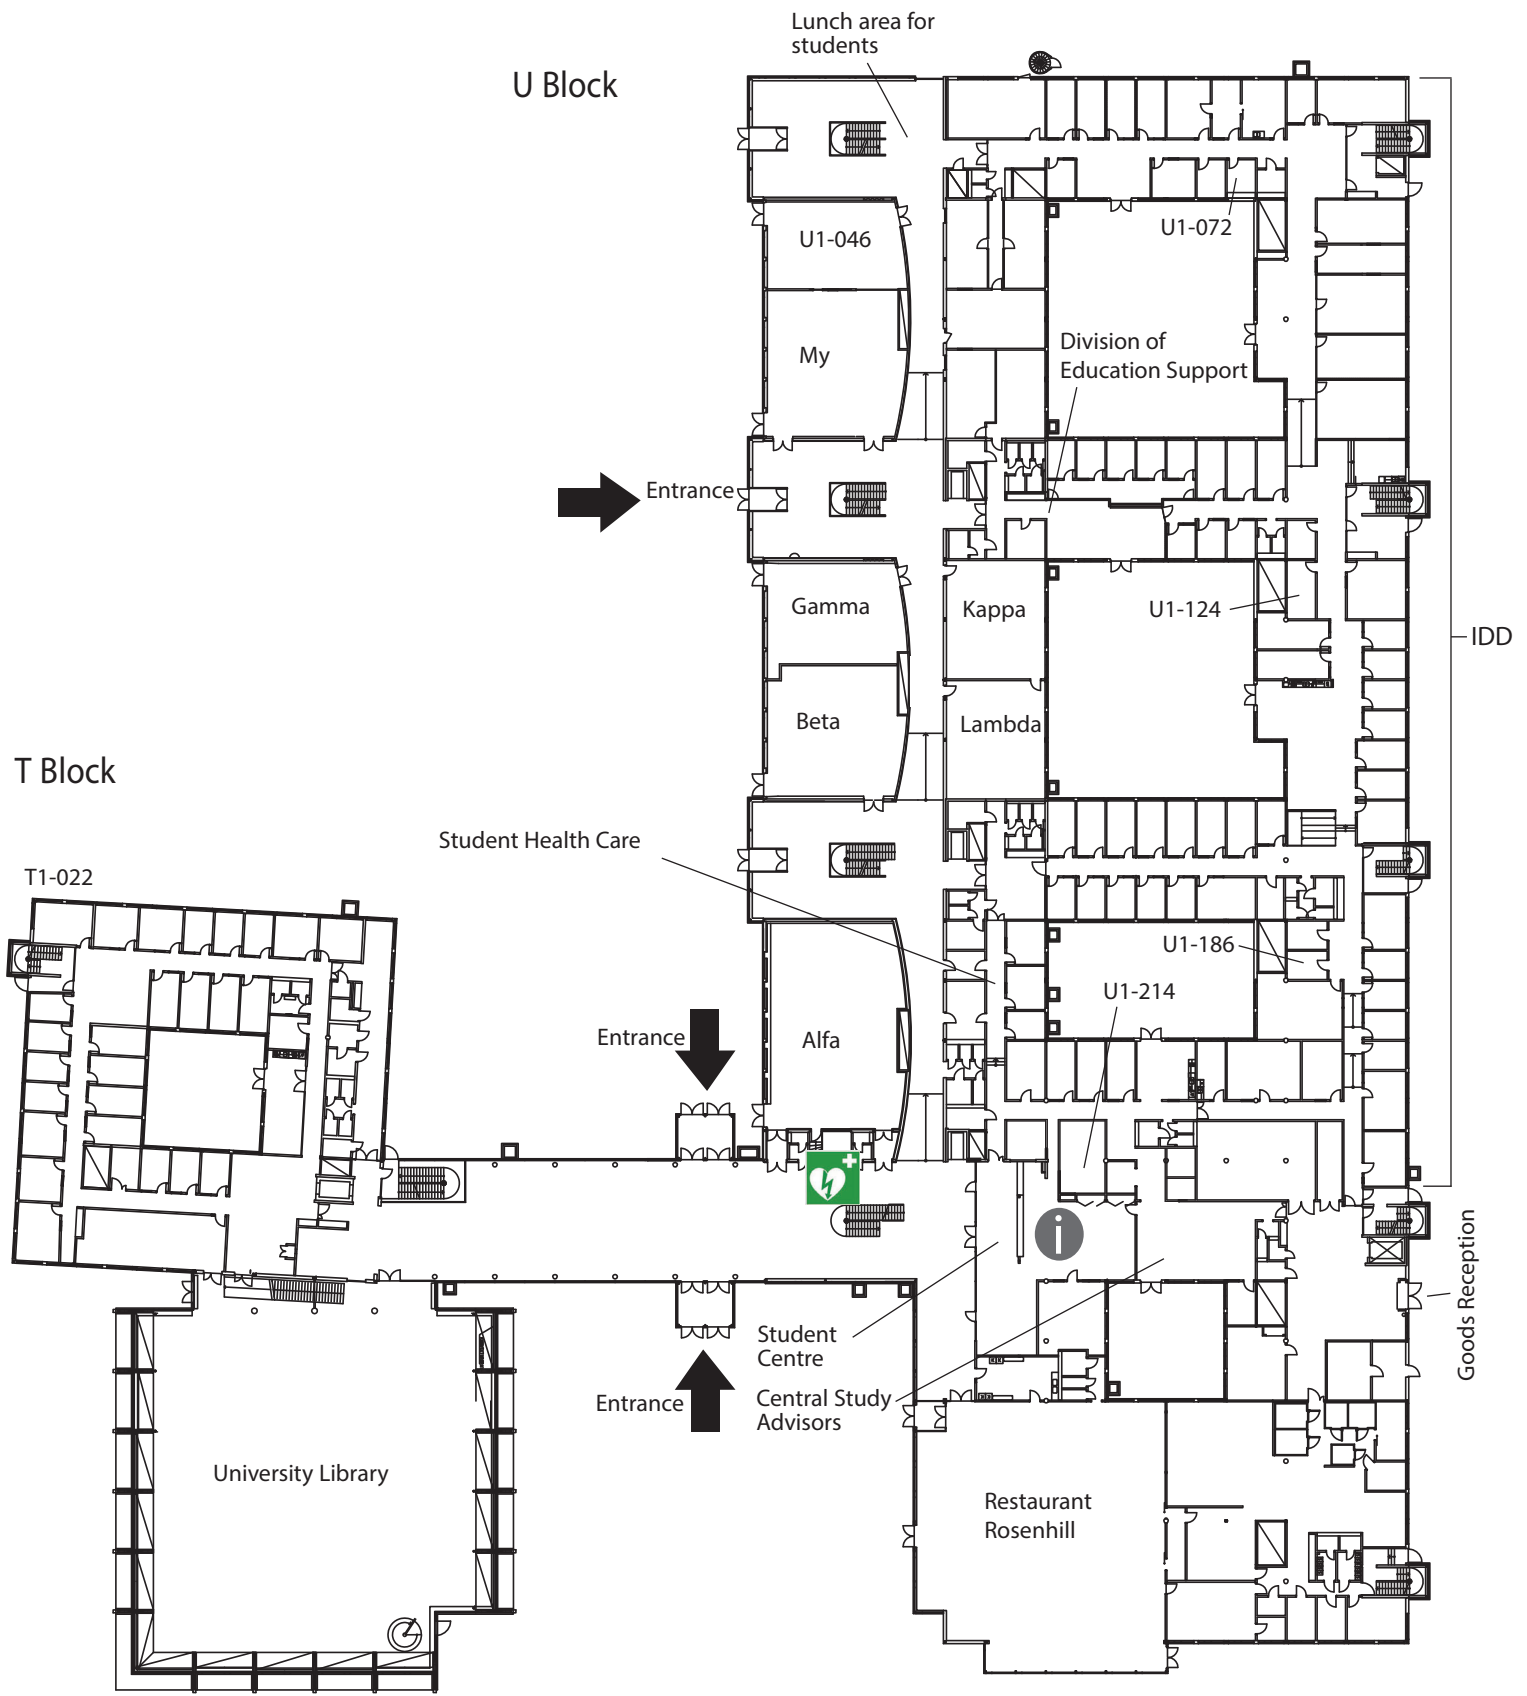 Lunch area for
students
U Block
U1-046
U1-072
My
Division of
Education Support
Entrance
Gamma
Kappa
U1-124
IDD
Beta
Lambda
T Block
Student Health Care
T1-022
U1-186
U1-214
Entrance
Alfa
i
Goods Reception
Student
Centre
Entrance
Central Study
Advisors
University Library
Restaurant
Rosenhill